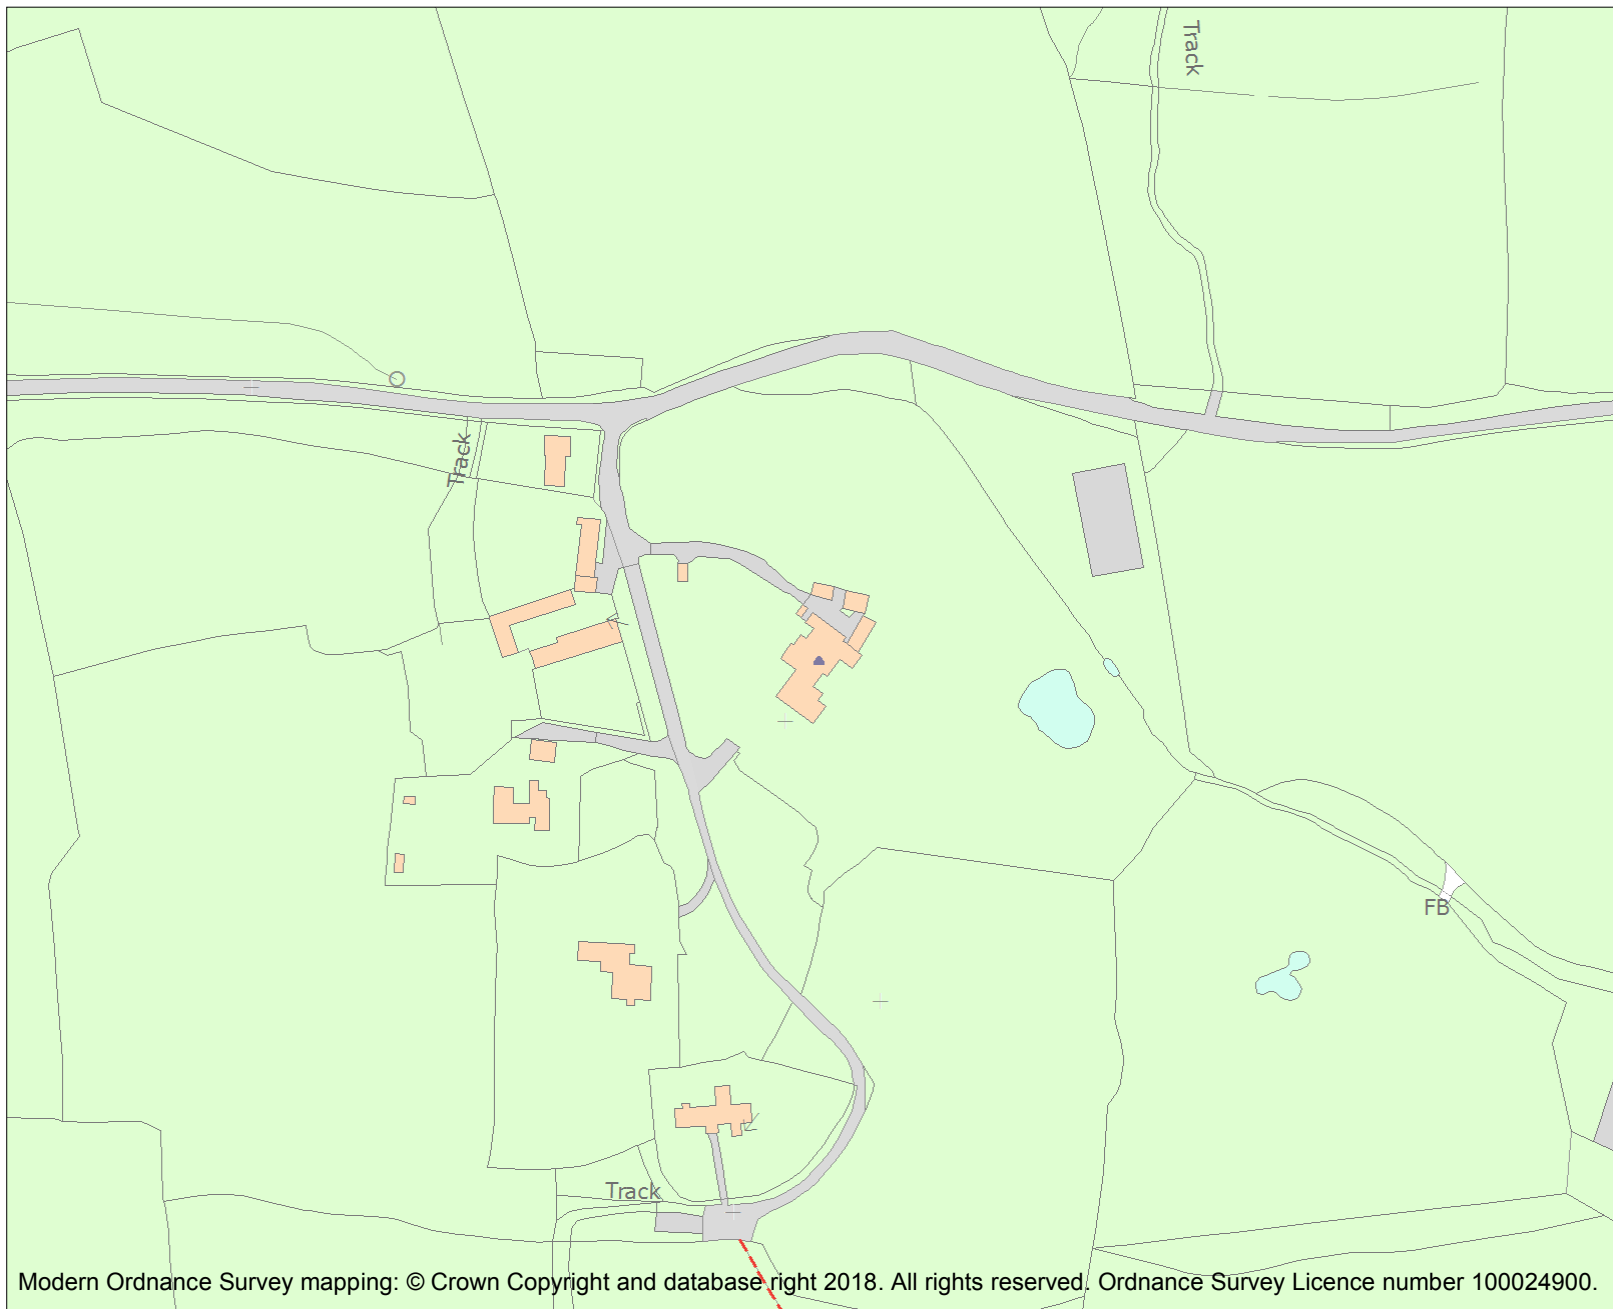 Track
Track
FB
Track
Modern Ordnance Survey mapping: © Crown Copyright and database right 2018. All rights reserved. Ordnance Survey Licence number 100024900.